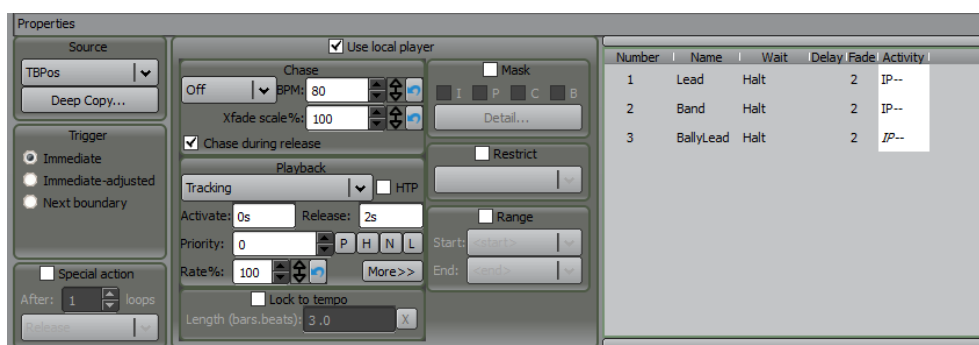 Properties
Source
TBPos
Deep Copy...
Trigger
Immediate
Immediate-adjusted
Next boundary
Special action
After: 1 loops
Release
Use local player
Chase
Off BPM: 80
Xfade scale%: 100
Chase during release
Playback
Tracking HTP
Activate: 0s Release: 2s
Priority: 0 P H N L
Rate%: 100 More>>
Lock to tempo
Length (bars.beats): 3.0 X
Mask
I P C B
Detail...
Restrict
Range
Start: <start>
End: <end>
Number Name Wait Delay Fade Activity
1 Lead Halt 2 IP--
2 Band Halt 2 IP--
3 BallyLead Halt 2 IP--